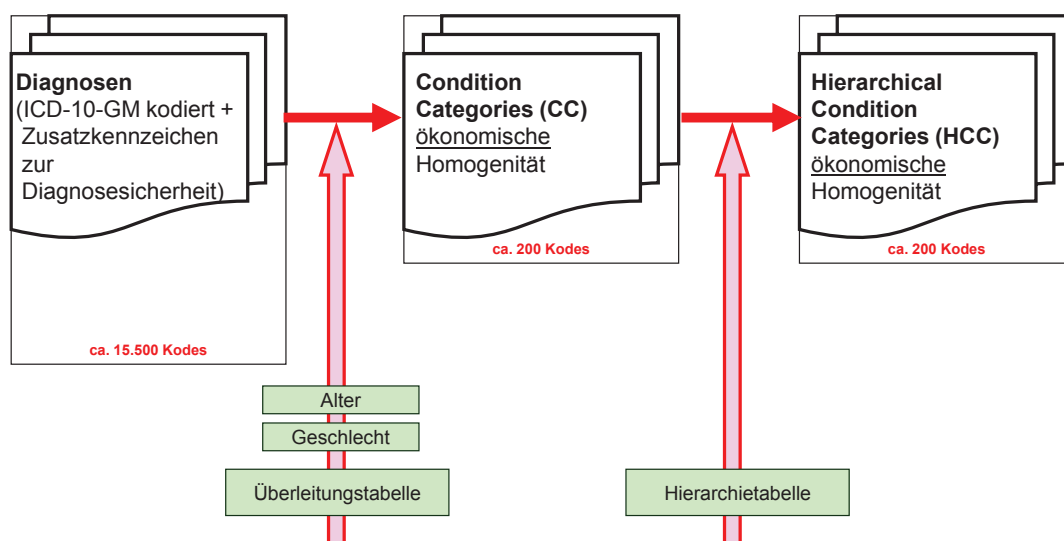 Diagnosen
(ICD-10-GM kodiert +
Zusatzkennzeichen
zur
Diagnosesicherheit)
ca. 15.500 Kodes
Condition
Categories (CC)
ökonomische
Homogenität
ca. 200 Kodes
Hierarchical
Condition
Categories (HCC)
ökonomische
Homogenität
ca. 200 Kodes
Alter
Geschlecht
Überleitungstabelle
Hierarchietabelle